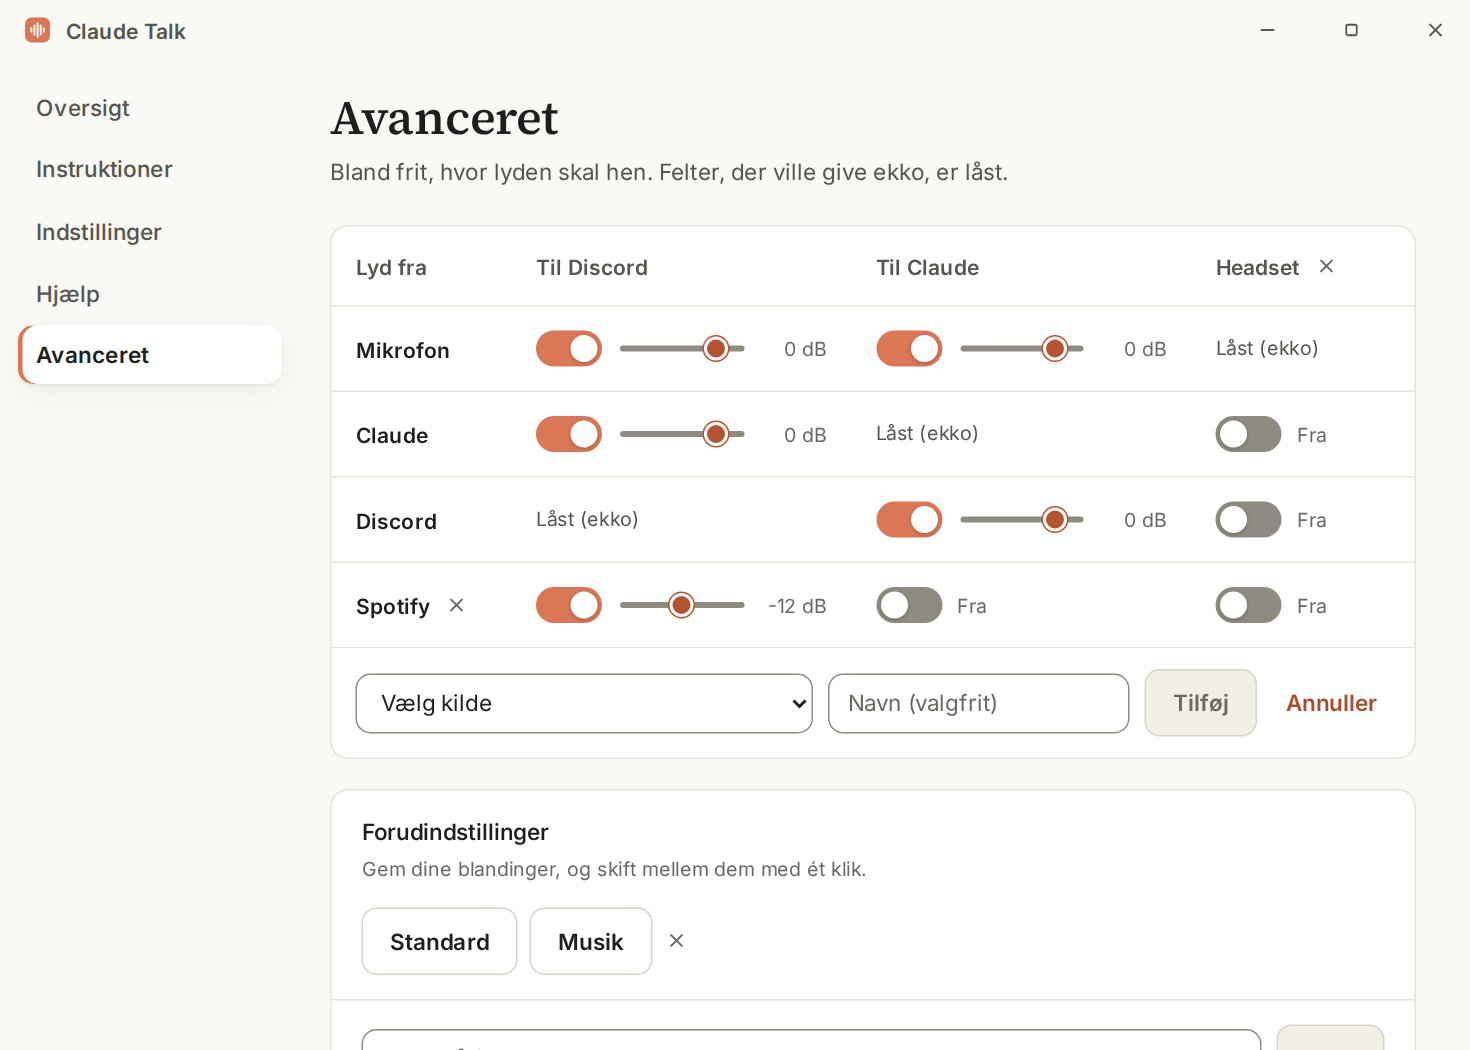 Claude Talk
Oversigt
Instruktioner
Indstillinger
Hjælp
Avanceret
Avanceret
Bland frit, hvor lyden skal hen. Felter, der ville give ekko, er låst.
Lyd fra Til Discord Til Claude Headset
Mikrofon 0 dB 0 dB Låst (ekko)
Claude 0 dB Låst (ekko) Fra
Discord Låst (ekko) 0 dB Fra
Spotify -12 dB Fra Fra
Vælg kilde Navn (valgfrit) Tilføj Annuller
Forudindstillinger
Gem dine blandinger, og skift mellem dem med ét klik.
Standard Musik